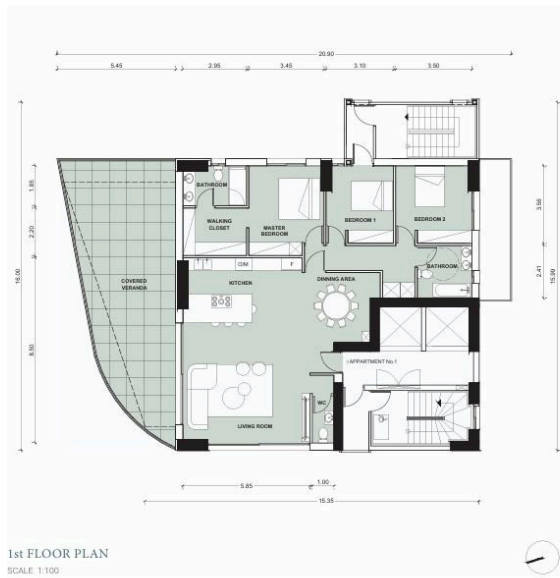 20.90
5.45
2.95
3.45
3.10
3.50
16.00
1.85
2.20
8.50
3.56
2.41
15.90
BATHROOM
WALKING
CLOSET
MASTER
BEDROOM
BEDROOM 1
BEDROOM 2
BATHROOM
COVERED
VERANDA
D/W
F
KITCHEN
DINNING AREA
APPARTMENT No.1
WC
LIVING ROOM
5.85
1.00
15.35
1st FLOOR PLAN
SCALE 1:100